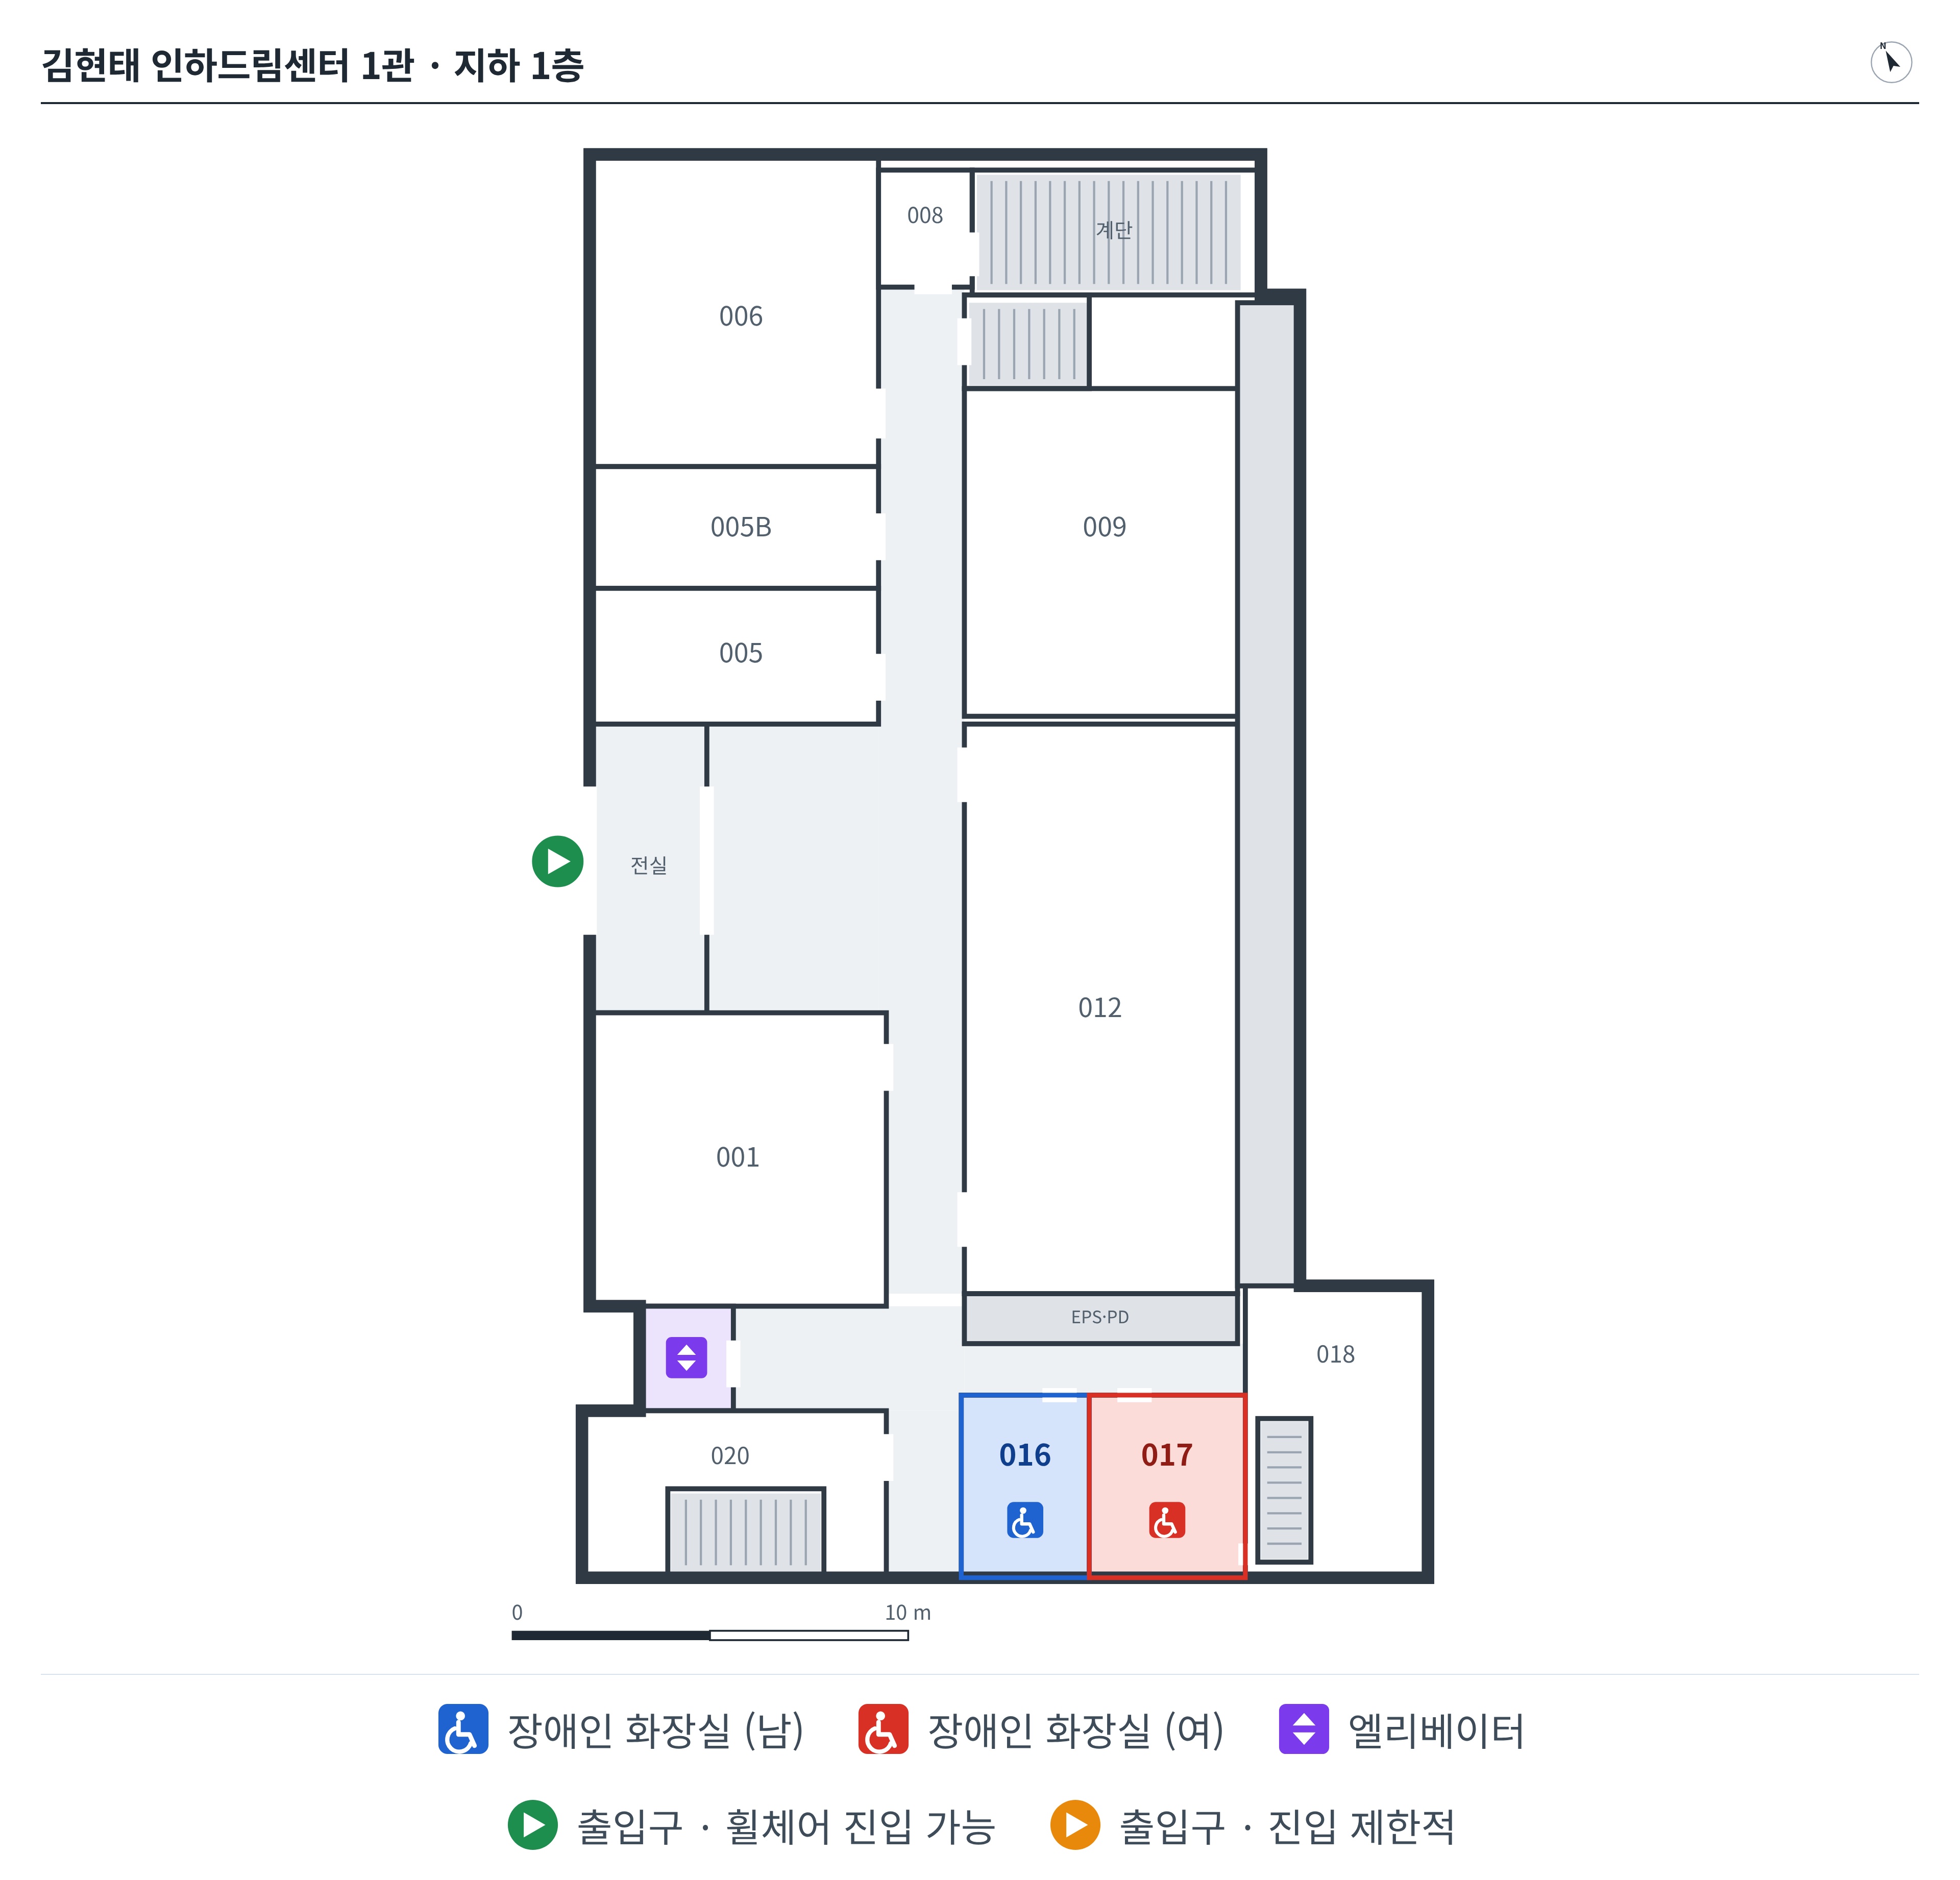 김현태 인하드림센터 1관 · 지하 1층
N
008
계단
006
005B
009
005
전실
012
001
EPS·PD
018
020
016
017
0
10 m
장애인 화장실 (남)
장애인 화장실 (여)
엘리베이터
출입구 · 휠체어 진입 가능
출입구 · 진입 제한적